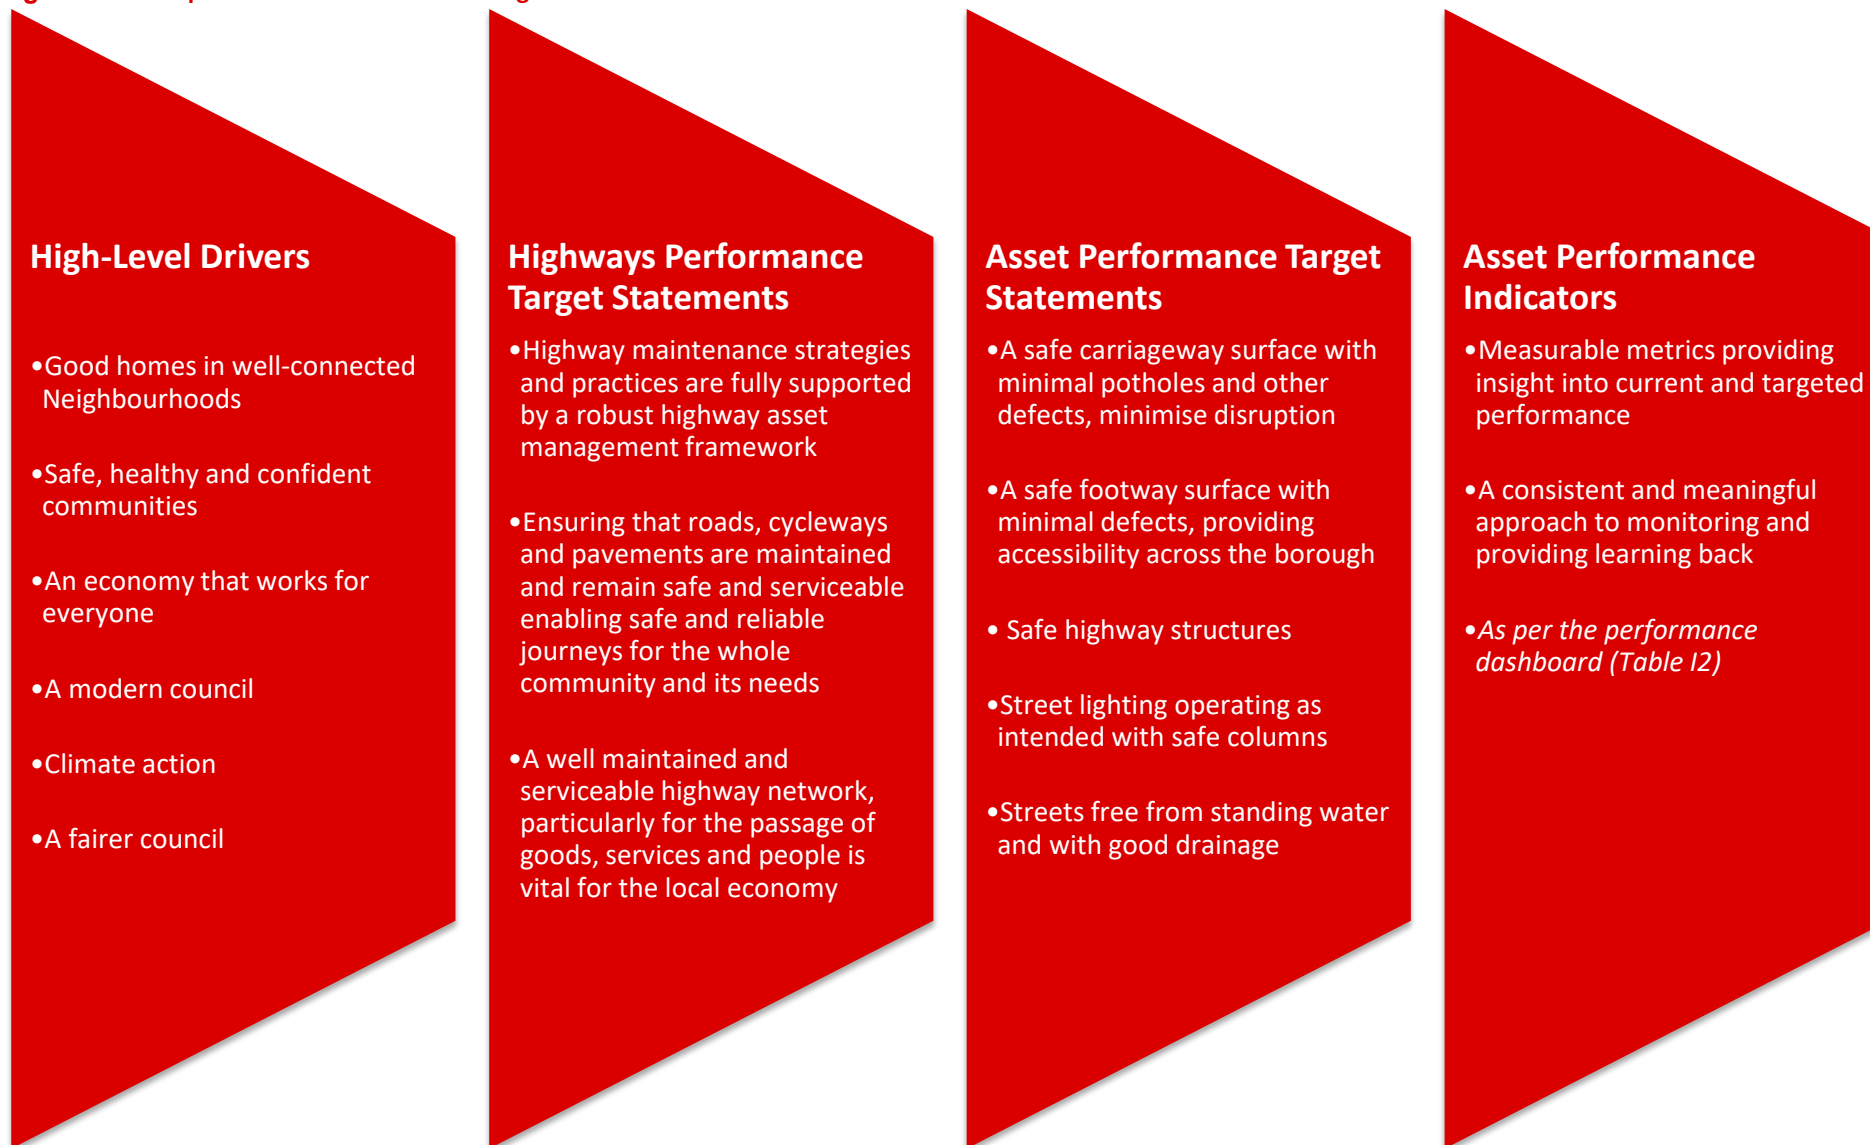 High-Level Drivers
•Good homes in well-connected
Neighbourhoods
•Safe, healthy and confident
communities
•An economy that works for
everyone
•A modern council
•Climate action
•A fairer council
Highways Performance
Target Statements
•Highway maintenance strategies
and practices are fully supported
by a robust highway asset
management framework
•Ensuring that roads, cycleways
and pavements are maintained
and remain safe and serviceable
enabling safe and reliable
journeys for the whole
community and its needs
•A well maintained and
serviceable highway network,
particularly for the passage of
goods, services and people is
vital for the local economy
Asset Performance Target
Statements
•A safe carriageway surface with
minimal potholes and other
defects, minimise disruption
•A safe footway surface with
minimal defects, providing
accessibility across the borough
• Safe highway structures
•Street lighting operating as
intended with safe columns
•Streets free from standing water
and with good drainage
Asset Performance
Indicators
•Measurable metrics providing
insight into current and targeted
performance
•A consistent and meaningful
approach to monitoring and
providing learning back
•As per the performance
dashboard (Table I2)